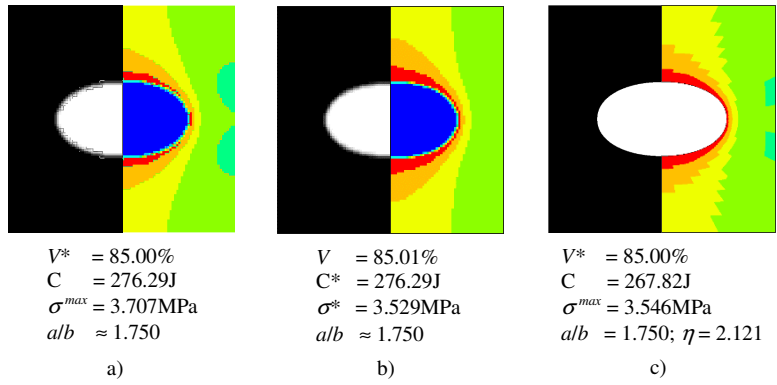 V* = 85.00%
C = 276.29J
σ^max = 3.707MPa
a/b ≈ 1.750
a)
V = 85.01%
C* = 276.29J
σ* = 3.529MPa
a/b ≈ 1.750
b)
V* = 85.00%
C = 267.82J
σ^max = 3.546MPa
a/b = 1.750; η = 2.121
c)